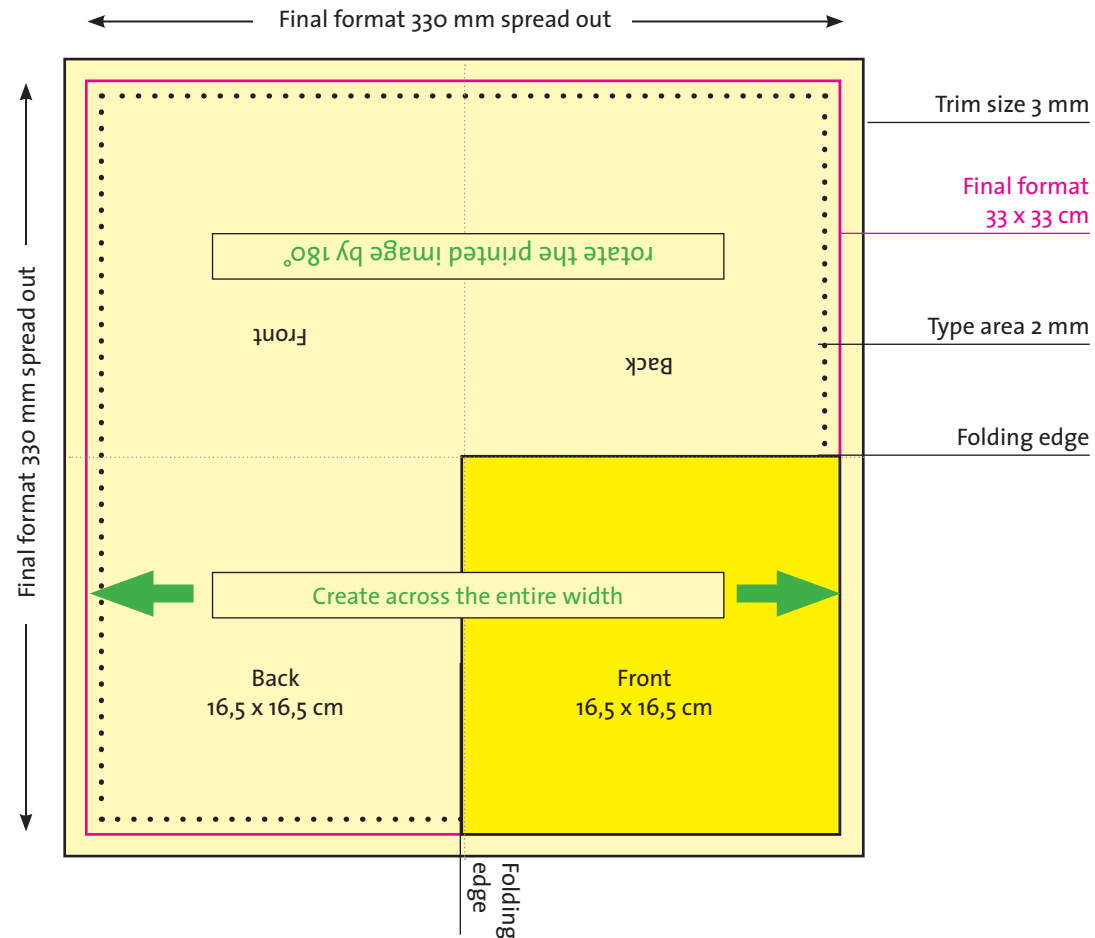 Final format 330 mm spread out
Final format 330 mm spread out
Trim size 3 mm
Final format
33 x 33 cm
rotate the printed image by 180°
Type area 2 mm
Front
Back
Folding edge
Create across the entire width
Back
16,5 x 16,5 cm
Front
16,5 x 16,5 cm
Folding
edge